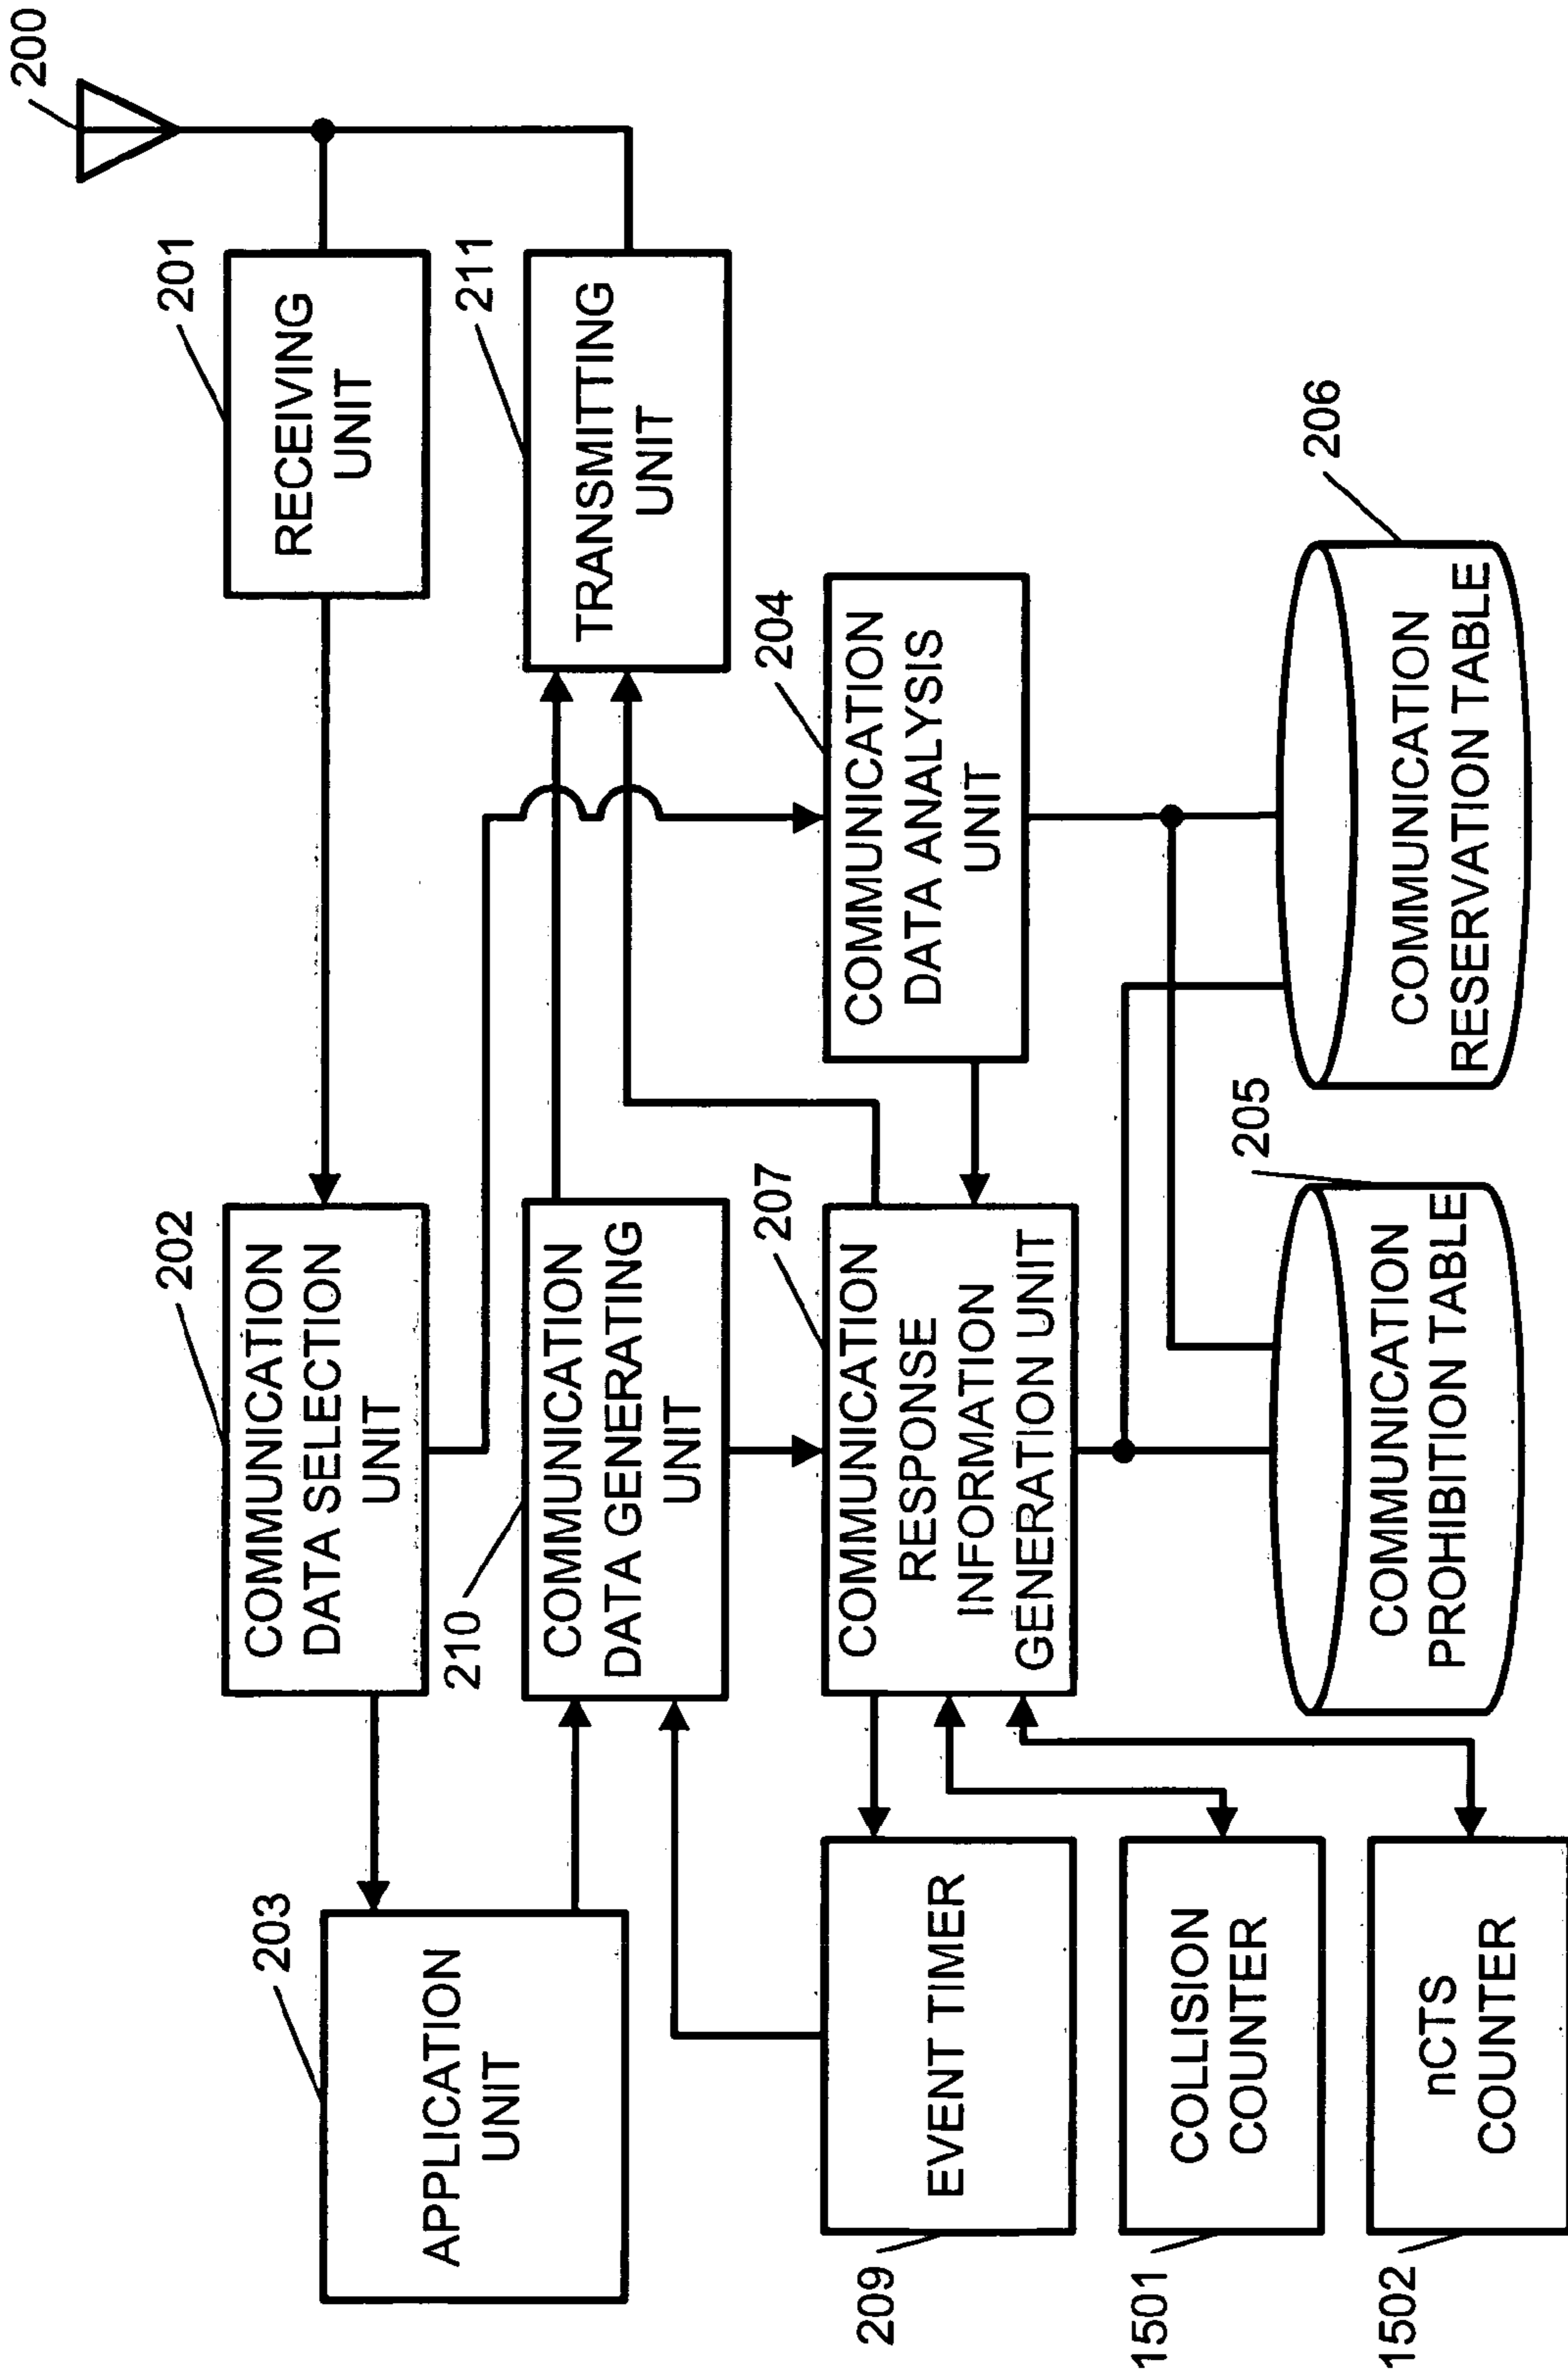 200
201
RECEIVING
UNIT
202
COMMUNICATION
DATA SELECTION
UNIT
203
APPLICATION
UNIT
211
TRANSMITTING
UNIT
210
COMMUNICATION
DATA GENERATING
UNIT
204
COMMUNICATION
DATA ANALYSIS
UNIT
207
COMMUNICATION
RESPONSE
INFORMATION
GENERATION UNIT
209
EVENT TIMER
1501
COLLISION
COUNTER
1502
nCTS
COUNTER
205
COMMUNICATION
PROHIBITION TABLE
206
COMMUNICATION
RESERVATION TABLE